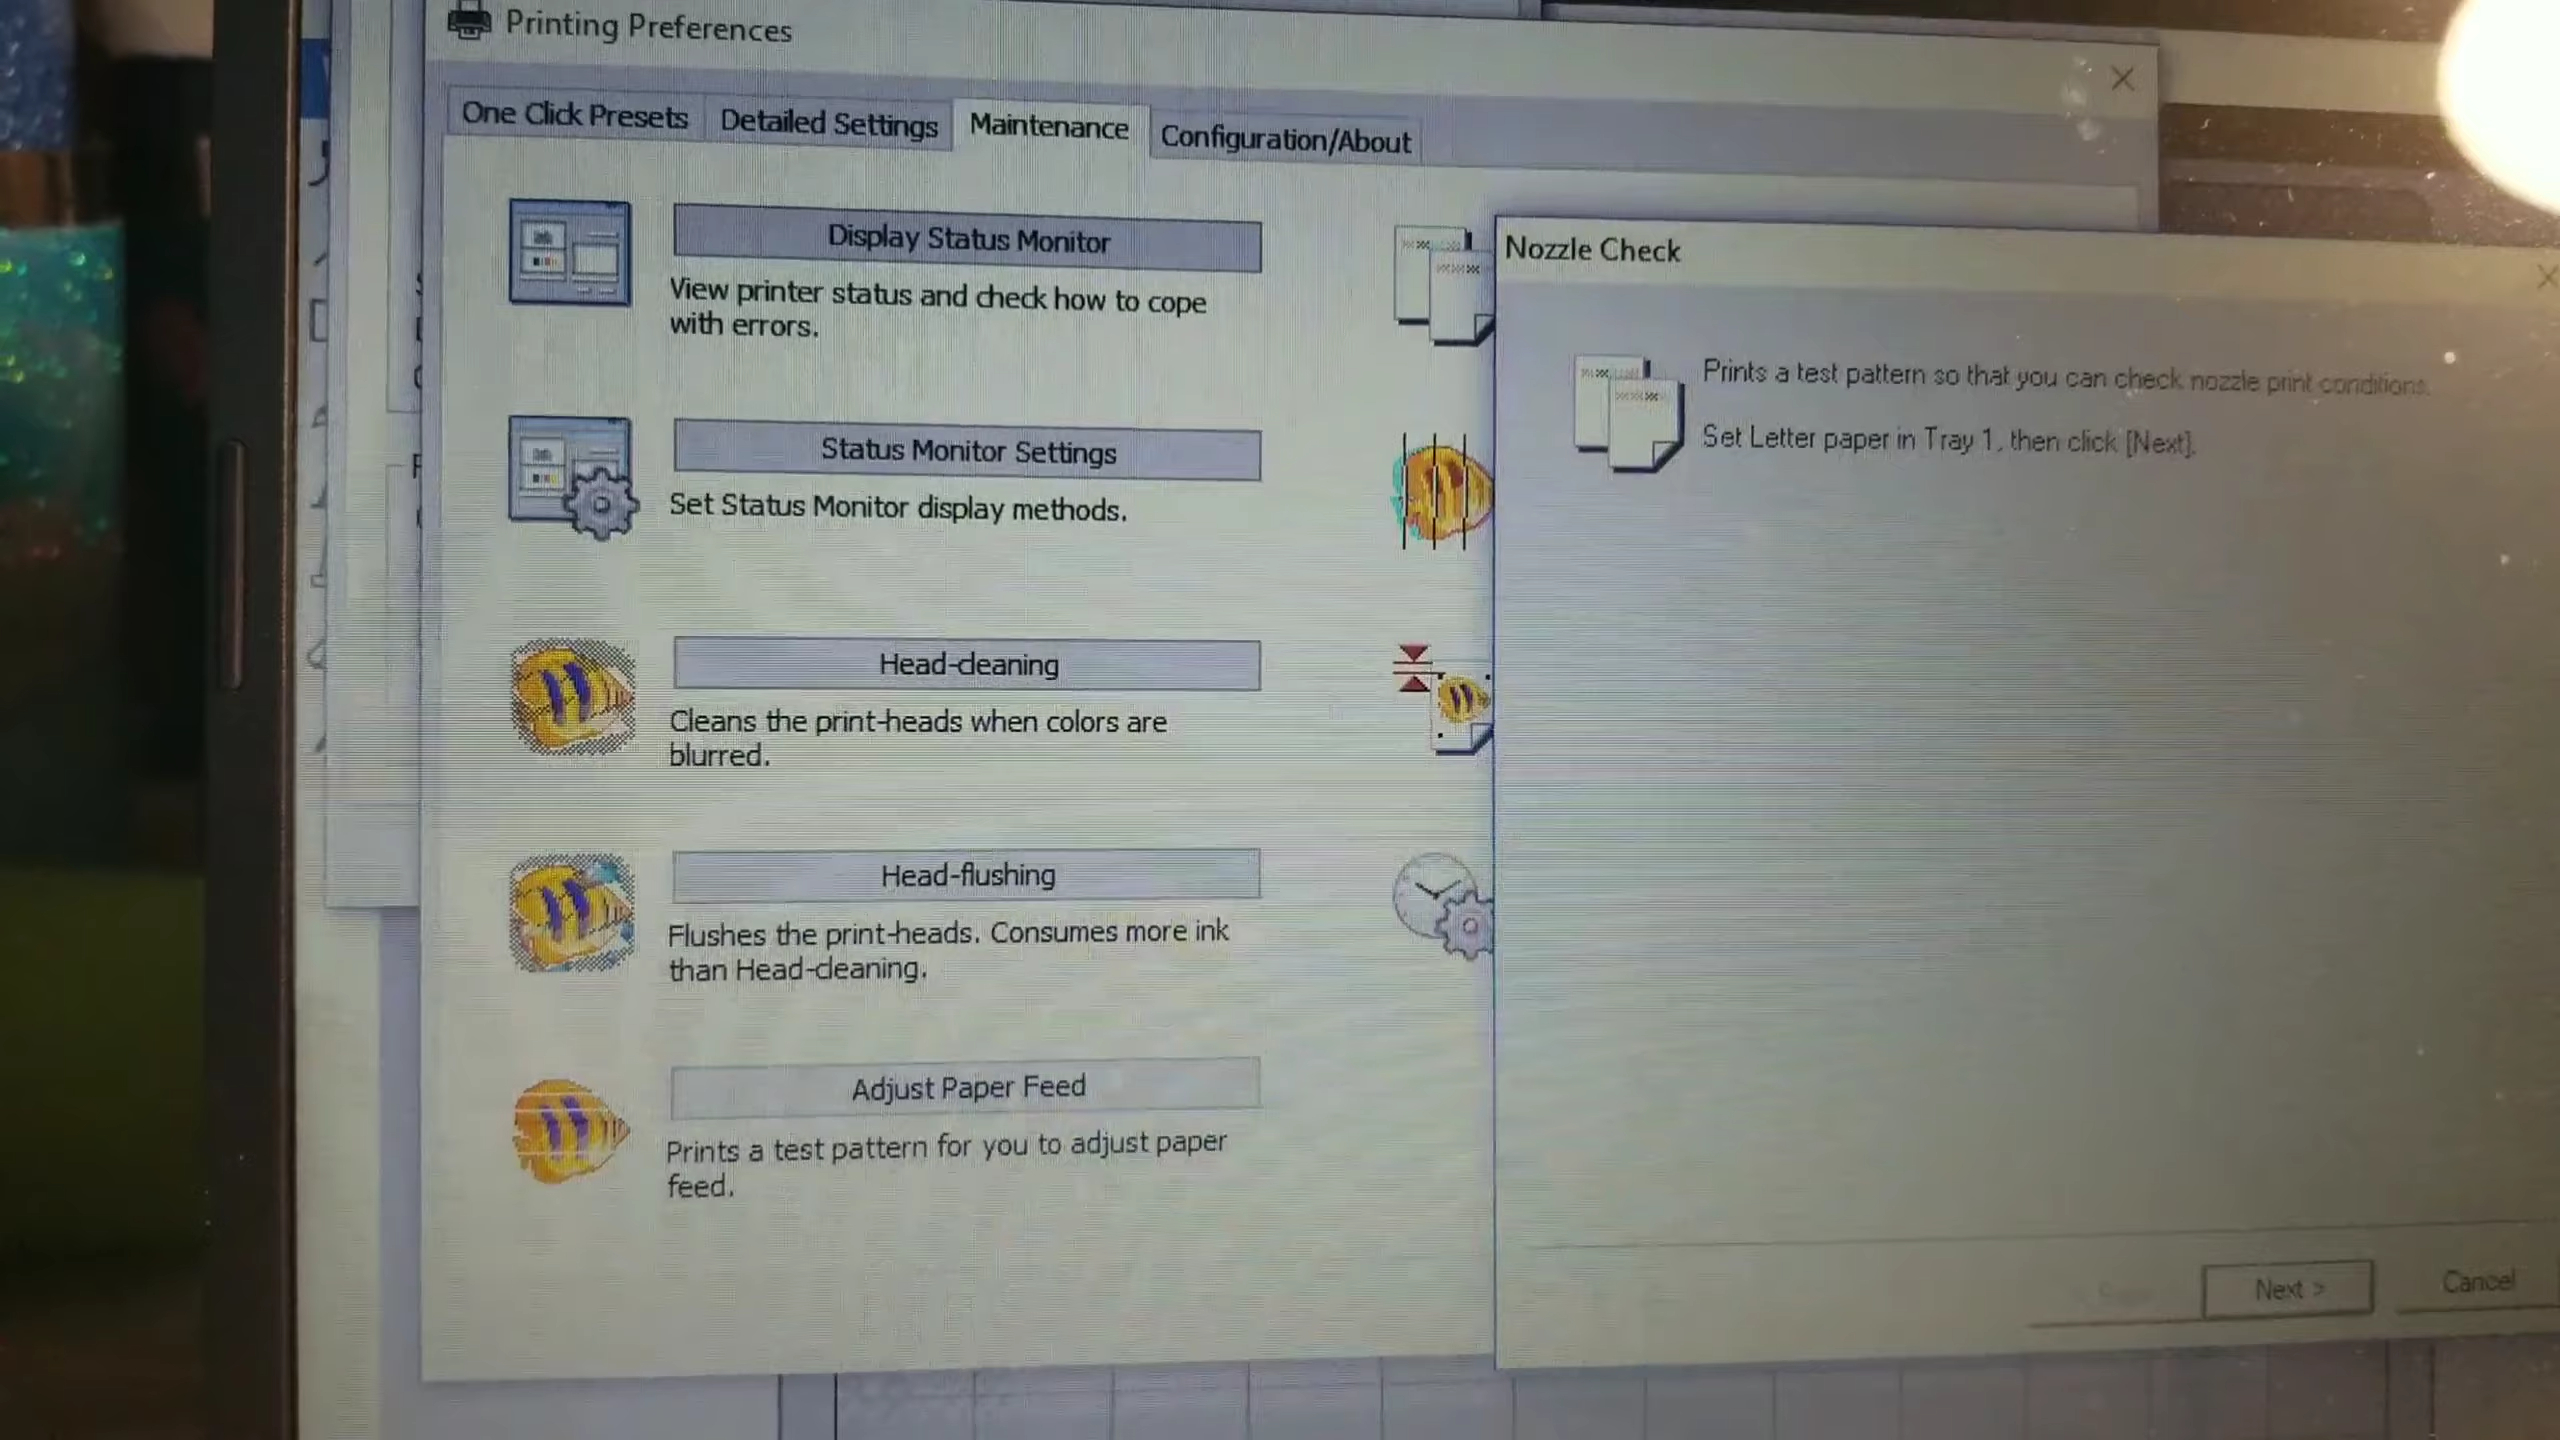 Printing Preferences
One Click Presets
Detailed Settings
Maintenance
Configuration/About
Display Status Monitor
View printer status and check how to cope
with errors.
Status Monitor Settings
Set Status Monitor display methods.
Head-cleaning
Cleans the print-heads when colors are
blurred.
Head-flushing
Flushes the print-heads. Consumes more ink
than Head-cleaning.
Adjust Paper Feed
Prints a test pattern for you to adjust paper
feed.
Nozzle Check
Prints a test pattern so that you can check nozzle print conditions.
Set Letter paper in Tray 1, then click [Next].
Next >
Cancel